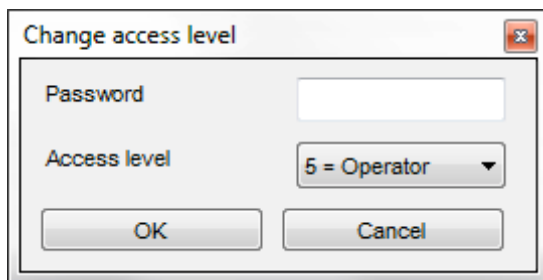 Change access level
Password
Access level 5 = Operator
OK Cancel